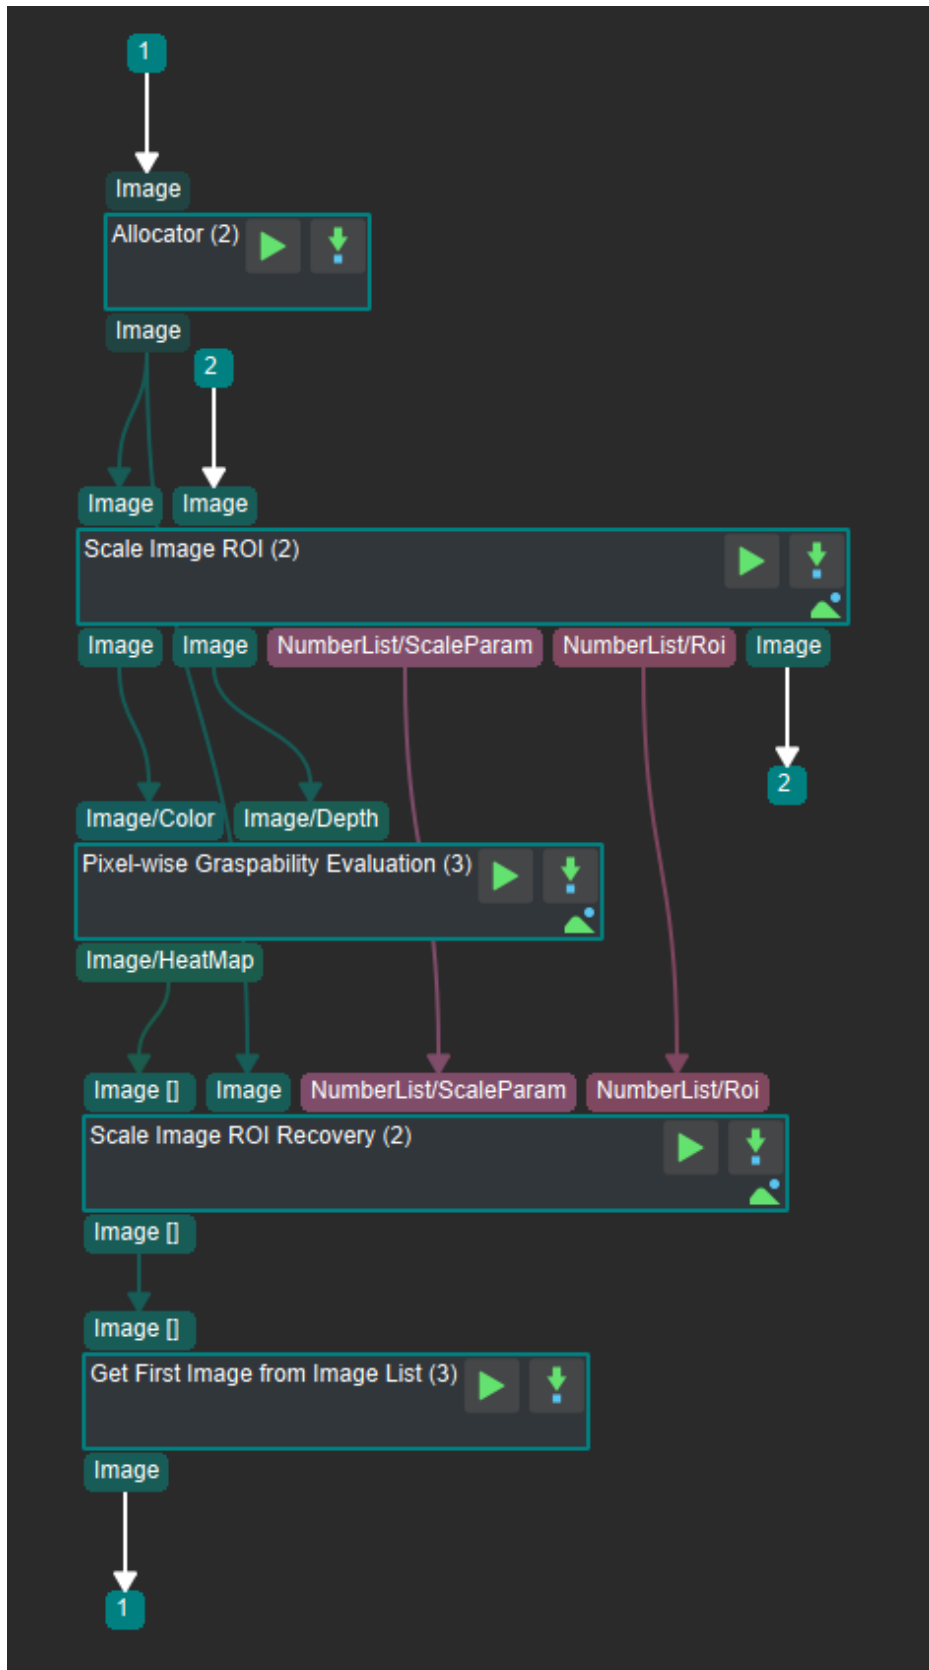 1
Image
Allocator (2)
Image
2
Image Image
Scale Image ROI (2)
Image Image NumberList/ScaleParam NumberList/Roi Image
2
Image/Color Image/Depth
Pixel-wise Graspability Evaluation (3)
Image/HeatMap
Image [] Image NumberList/ScaleParam NumberList/Roi
Scale Image ROI Recovery (2)
Image []
Image []
Get First Image from Image List (3)
Image
1